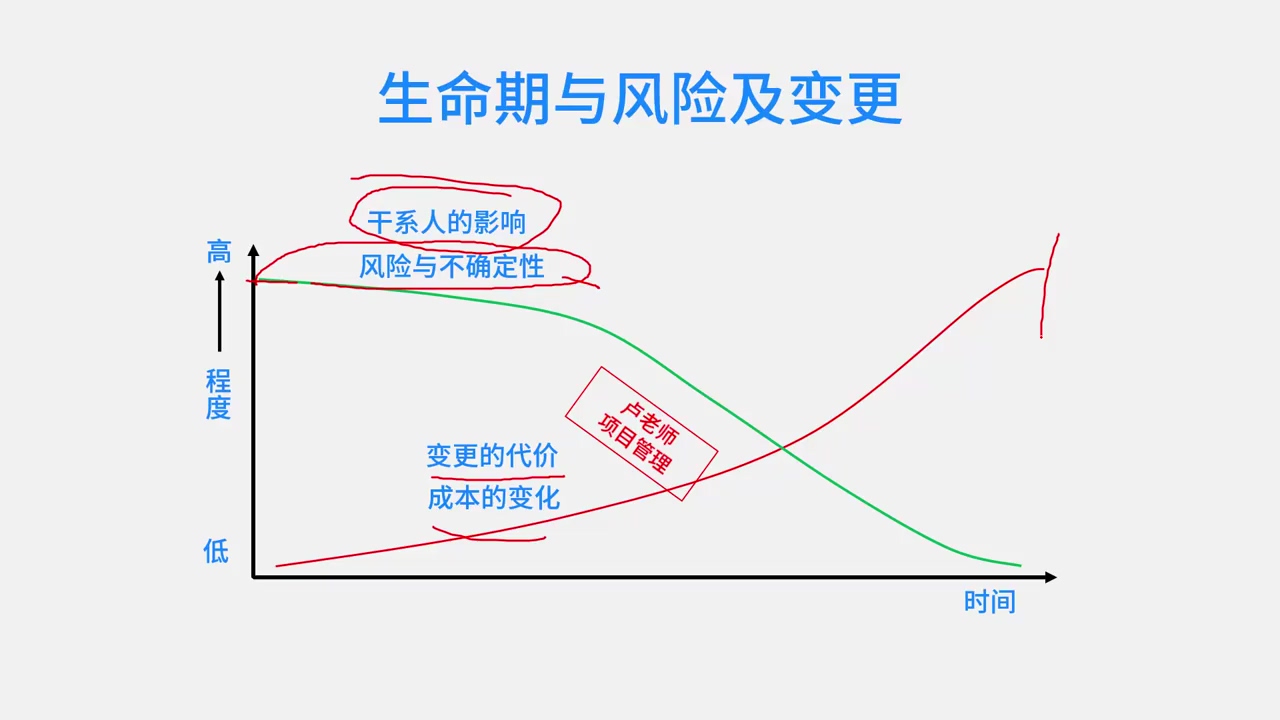 生命期与风险及变更
干系人的影响
高
风险与不确定性
程度
卢老师
项目管理
变更的代价
成本的变化
低
时间